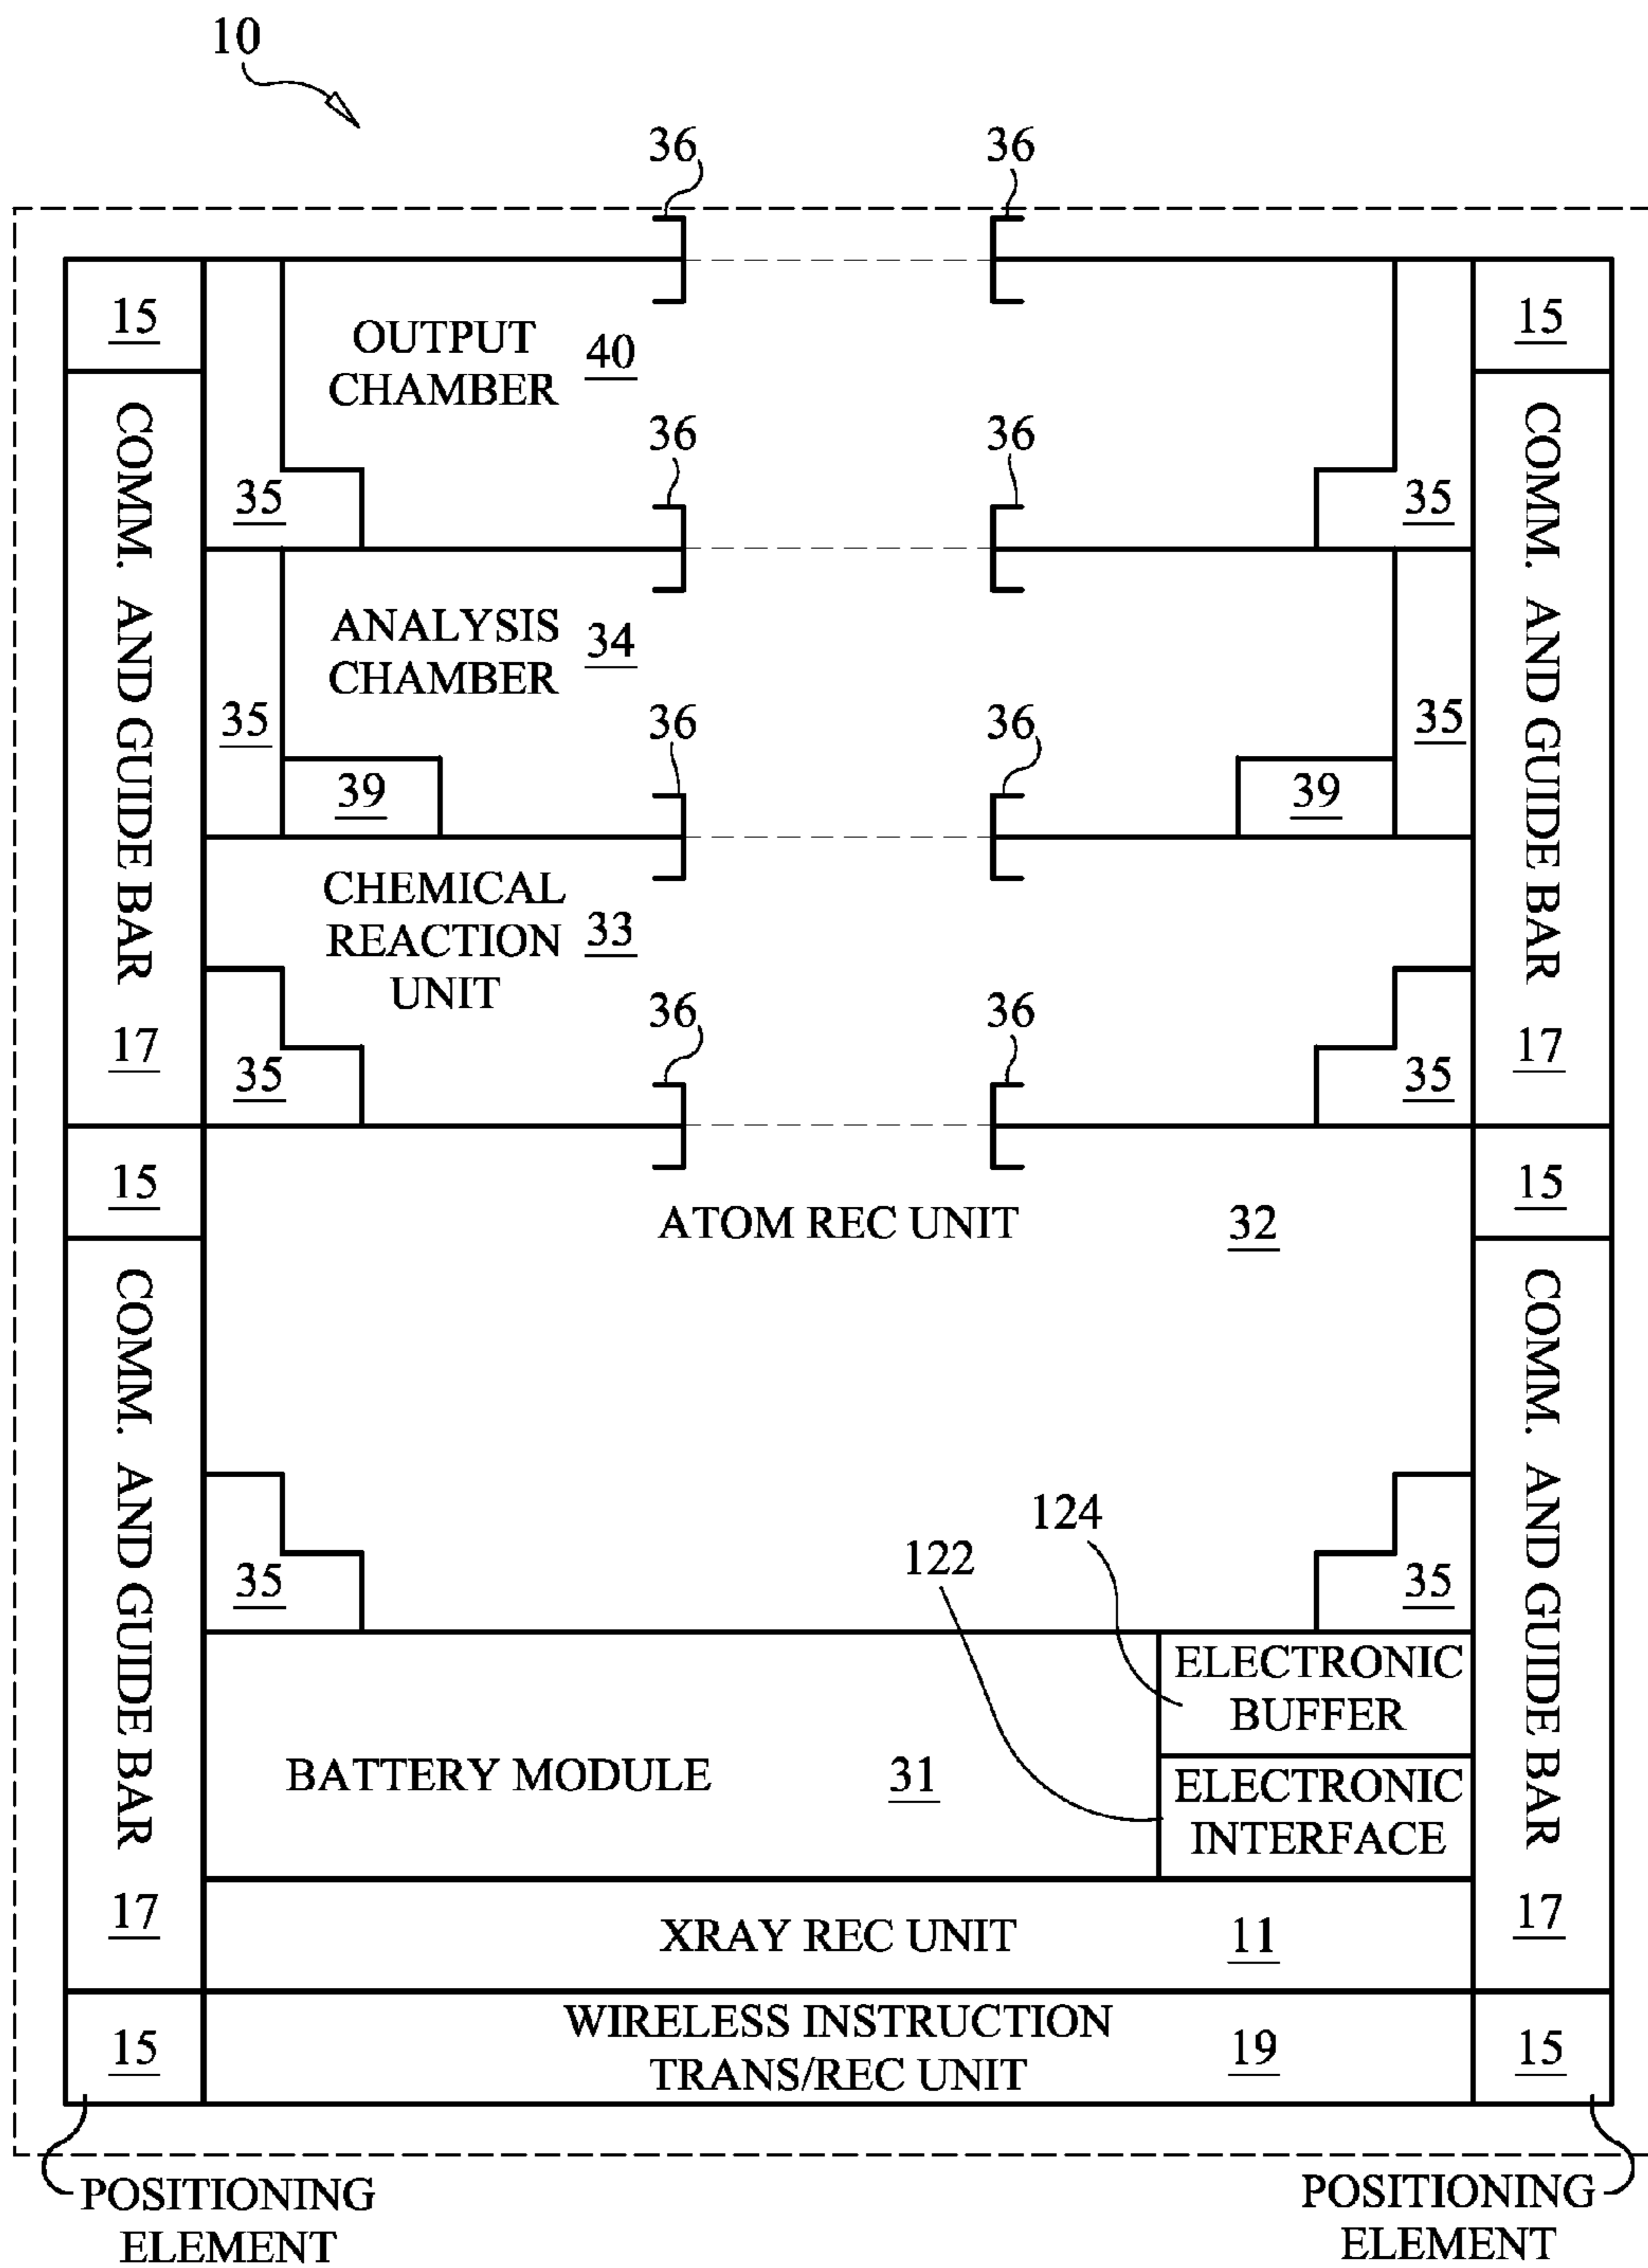 10
36 36
15 15
OUTPUT
CHAMBER 40
36 36
35 35
COMM. AND GUIDE BAR
COMM. AND GUIDE BAR
ANALYSIS
CHAMBER 34
35 35
36 36
39 39
CHEMICAL
REACTION 33
UNIT
36 36
17 17
35 35
15 15
ATOM REC UNIT 32
COMM. AND GUIDE BAR
COMM. AND GUIDE BAR
124
122
35 35
ELECTRONIC
BUFFER
BATTERY MODULE 31
ELECTRONIC
INTERFACE
17 17
XRAY REC UNIT 11
WIRELESS INSTRUCTION
TRANS/REC UNIT 19
15 15
POSITIONING
ELEMENT
POSITIONING
ELEMENT